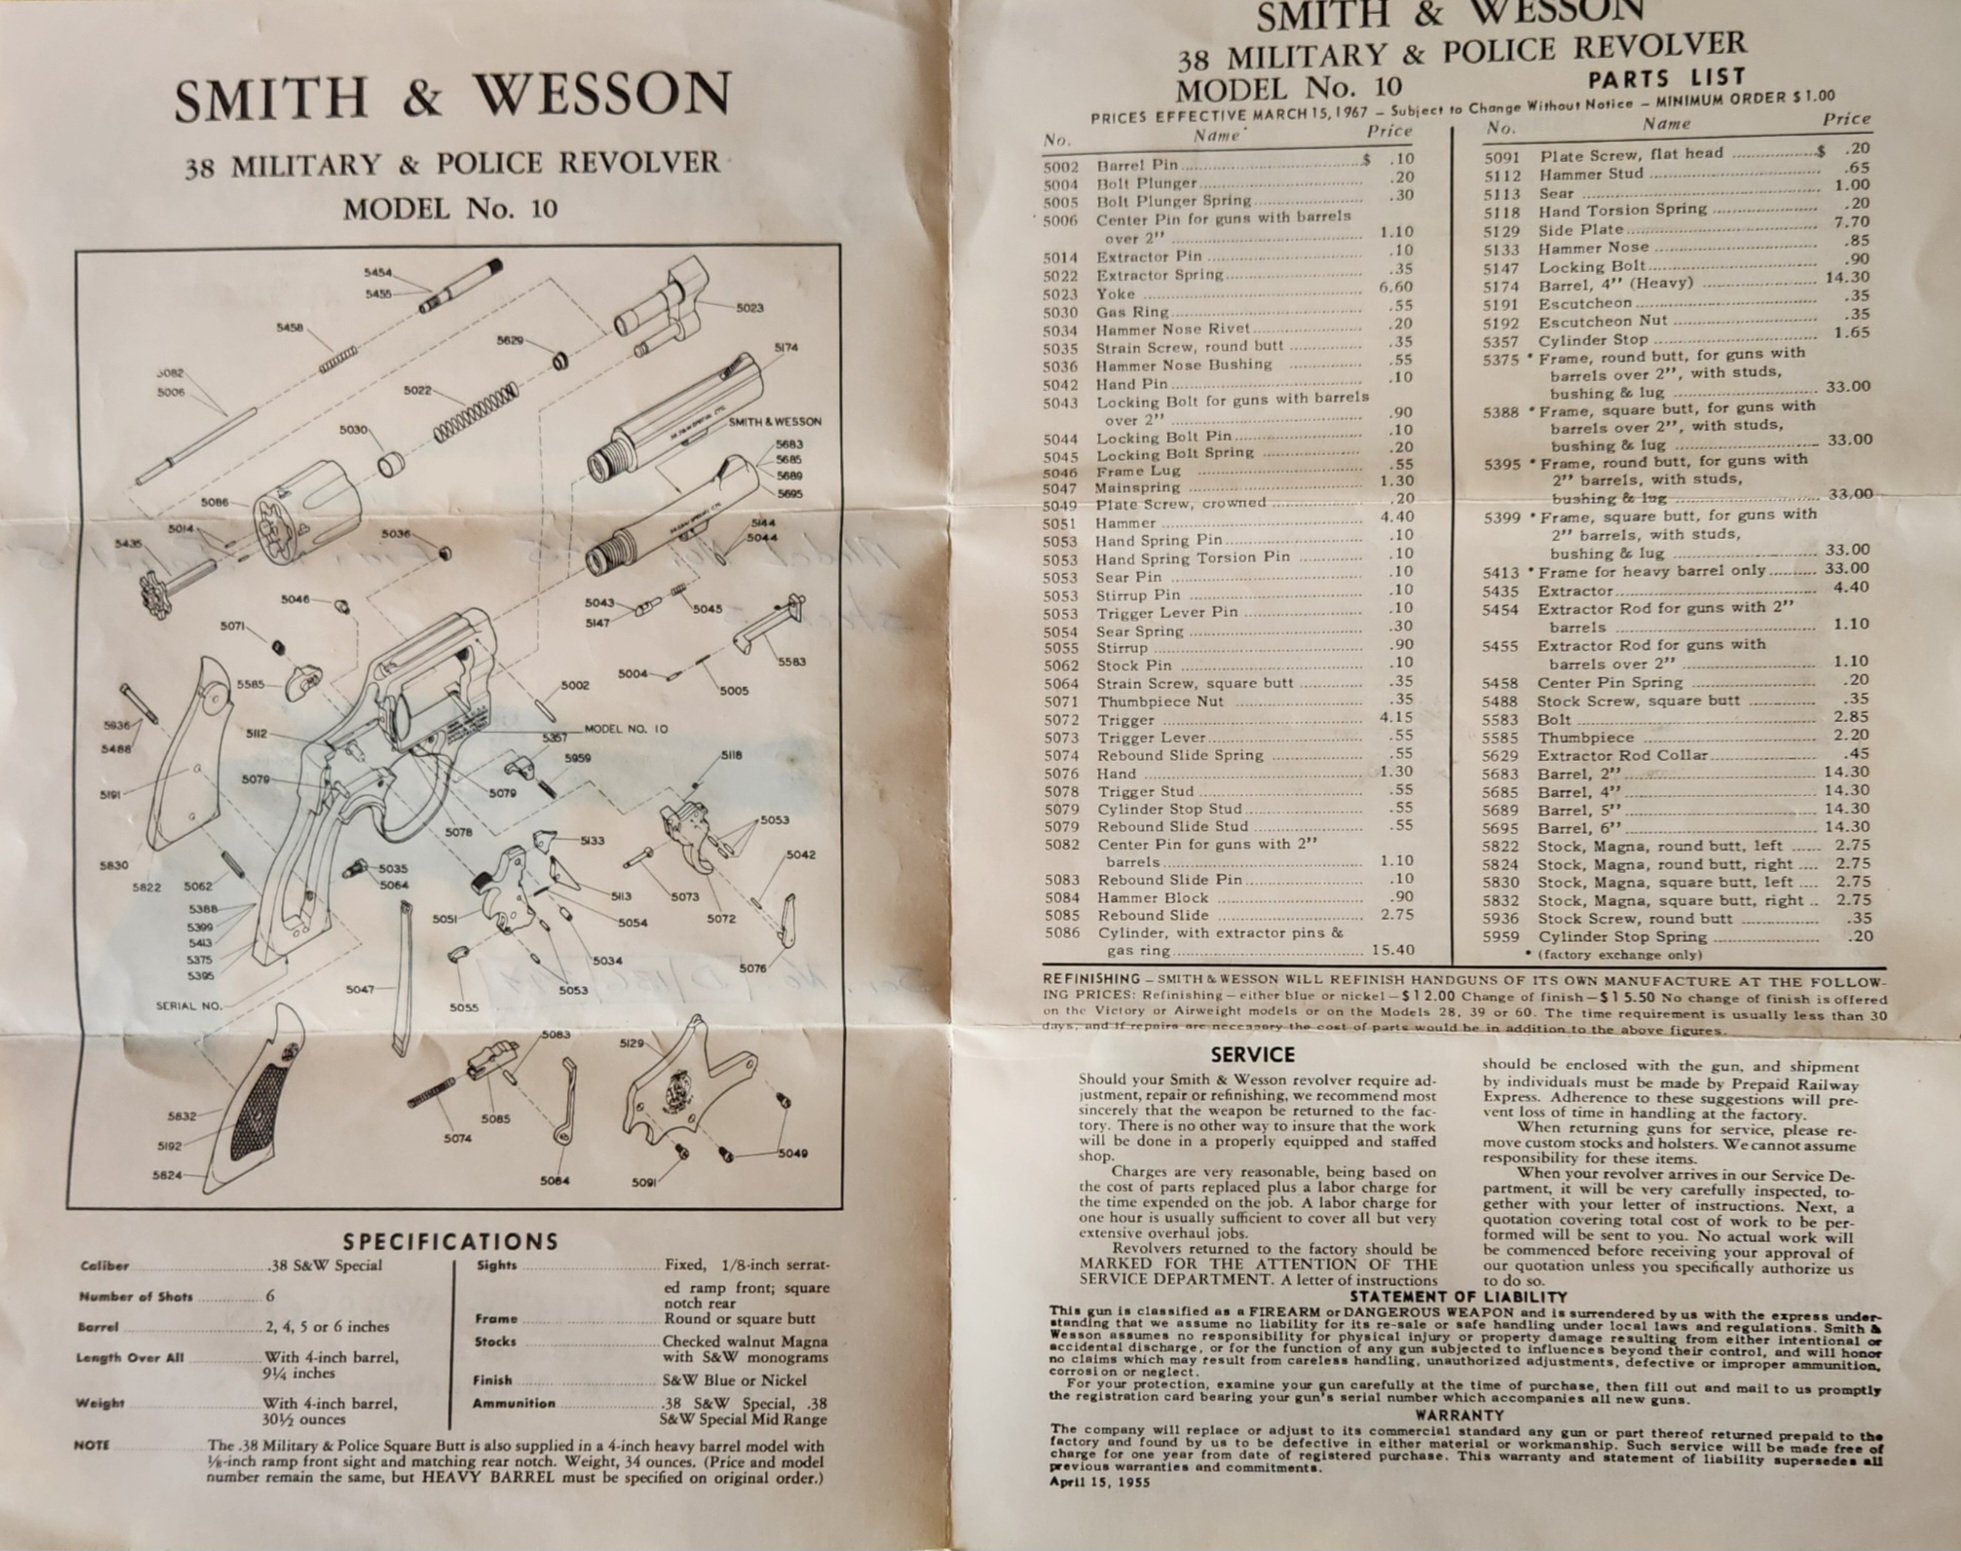 SMITH & WESSON
38 MILITARY & POLICE REVOLVER
MODEL No. 10
5454
5455
5023
5458
5629
5174
5082
5006
5022
SMITH & WESSON
5030
5683
5685
5689
5695
5086
5014
5036
5144
5044
5435
5046
5043
5045
5147
5071
5583
5004
5005
5585
5002
5936
5488
5112
MODEL NO. 10
5357
5959
5118
5079
5079
5191
5078
5053
5133
5830
5822
5062
5035
5064
5042
5113
5073
5388
5051
5054
5072
5399
5413
5375
5034
5395
5076
5047
5053
SERIAL NO.
5055
5083
5129
5832
5085
5074
5192
5049
5824
5084
5091
SPECIFICATIONS
Caliber .38 S&W Special
Number of Shots 6
Barrel 2, 4, 5 or 6 inches
Length Over All With 4-inch barrel,
9¼ inches
Weight With 4-inch barrel,
30½ ounces
Sights Fixed, 1/8-inch serrat-
ed ramp front; square
notch rear
Frame Round or square butt
Stocks Checked walnut Magna
with S&W monograms
Finish S&W Blue or Nickel
Ammunition .38 S&W Special, .38
S&W Special Mid Range
NOTE The .38 Military & Police Square Butt is also supplied in a 4-inch heavy barrel model with
⅛-inch ramp front sight and matching rear notch. Weight, 34 ounces. (Price and model
number remain the same, but HEAVY BARREL must be specified on original order.)
SMITH & WESSON
38 MILITARY & POLICE REVOLVER
MODEL No. 10 PARTS LIST
PRICES EFFECTIVE MARCH 15, 1967 – Subject to Change Without Notice – MINIMUM ORDER $1.00
No. Name Price
5002 Barrel Pin $ .10
5004 Bolt Plunger .20
5005 Bolt Plunger Spring .30
5006 Center Pin for guns with barrels
over 2" 1.10
5014 Extractor Pin .10
5022 Extractor Spring .35
5023 Yoke 6.60
5030 Gas Ring .55
5034 Hammer Nose Rivet .20
5035 Strain Screw, round butt .35
5036 Hammer Nose Bushing .55
5042 Hand Pin .10
5043 Locking Bolt for guns with barrels
over 2" .90
5044 Locking Bolt Pin .10
5045 Locking Bolt Spring .20
5046 Frame Lug .55
5047 Mainspring 1.30
5049 Plate Screw, crowned .20
5051 Hammer 4.40
5053 Hand Spring Pin .10
5053 Hand Spring Torsion Pin .10
5053 Sear Pin .10
5053 Stirrup Pin .10
5053 Trigger Lever Pin .10
5054 Sear Spring .30
5055 Stirrup .90
5062 Stock Pin .10
5064 Strain Screw, square butt .35
5071 Thumbpiece Nut .35
5072 Trigger 4.15
5073 Trigger Lever .55
5074 Rebound Slide Spring .55
5076 Hand 1.30
5078 Trigger Stud .55
5079 Cylinder Stop Stud .55
5079 Rebound Slide Stud .55
5082 Center Pin for guns with 2"
barrels 1.10
5083 Rebound Slide Pin .10
5084 Hammer Block .90
5085 Rebound Slide 2.75
5086 Cylinder, with extractor pins &
gas ring 15.40
No. Name Price
5091 Plate Screw, flat head $ .20
5112 Hammer Stud .65
5113 Sear 1.00
5118 Hand Torsion Spring .20
5129 Side Plate 7.70
5133 Hammer Nose .85
5147 Locking Bolt .90
5174 Barrel, 4" (Heavy) 14.30
5191 Escutcheon .35
5192 Escutcheon Nut .35
5357 Cylinder Stop 1.65
5375 * Frame, round butt, for guns with
barrels over 2", with studs,
bushing & lug 33.00
5388 * Frame, square butt, for guns with
barrels over 2", with studs,
bushing & lug 33.00
5395 * Frame, round butt, for guns with
2" barrels, with studs,
bushing & lug 33.00
5399 * Frame, square butt, for guns with
2" barrels, with studs,
bushing & lug 33.00
5413 * Frame for heavy barrel only 33.00
5435 Extractor 4.40
5454 Extractor Rod for guns with 2"
barrels 1.10
5455 Extractor Rod for guns with
barrels over 2" 1.10
5458 Center Pin Spring .20
5488 Stock Screw, square butt .35
5583 Bolt 2.85
5585 Thumbpiece 2.20
5629 Extractor Rod Collar .45
5683 Barrel, 2" 14.30
5685 Barrel, 4" 14.30
5689 Barrel, 5" 14.30
5695 Barrel, 6" 14.30
5822 Stock, Magna, round butt, left 2.75
5824 Stock, Magna, round butt, right 2.75
5830 Stock, Magna, square butt, left 2.75
5832 Stock, Magna, square butt, right 2.75
5936 Stock Screw, round butt .35
5959 Cylinder Stop Spring .20
* (factory exchange only)
REFINISHING – SMITH & WESSON WILL REFINISH HANDGUNS OF ITS OWN MANUFACTURE AT THE FOLLOW-
ING PRICES: Refinishing – either blue or nickel – $12.00 Change of finish – $15.50 No change of finish is offered
on the Victory or Airweight models or on the Models 28, 39 or 60. The time requirement is usually less than 30
days, and if repairs are necessary the cost of parts would be in addition to the above figures.
SERVICE
Should your Smith & Wesson revolver require ad-
justment, repair or refinishing, we recommend most
sincerely that the weapon be returned to the fac-
tory. There is no other way to insure that the work
will be done in a properly equipped and staffed
shop.
Charges are very reasonable, being based on
the cost of parts replaced plus a labor charge for
the time expended on the job. A labor charge for
one hour is usually sufficient to cover all but very
extensive overhaul jobs.
Revolvers returned to the factory should be
MARKED FOR THE ATTENTION OF THE
SERVICE DEPARTMENT. A letter of instructions
should be enclosed with the gun, and shipment
by individuals must be made by Prepaid Railway
Express. Adherence to these suggestions will pre-
vent loss of time in handling at the factory.
When returning guns for service, please re-
move custom stocks and holsters. We cannot assume
responsibility for these items.
When your revolver arrives in our Service De-
partment, it will be very carefully inspected, to-
gether with your letter of instructions. Next, a
quotation covering total cost of work to be per-
formed will be sent to you. No actual work will
be commenced before receiving your approval of
our quotation unless you specifically authorize us
to do so.
STATEMENT OF LIABILITY
This gun is classified as a FIREARM or DANGEROUS WEAPON and is surrendered by us with the express under-
standing that we assume no liability for its re-sale or safe handling under local laws and regulations. Smith &
Wesson assumes no responsibility for physical injury or property damage resulting from either intentional or
accidental discharge, or for the function of any gun subjected to influences beyond their control, and will honor
no claims which may result from careless handling, unauthorized adjustments, defective or improper ammunition,
corrosion or neglect.
For your protection, examine your gun carefully at the time of purchase, then fill out and mail to us promptly
the registration card bearing your gun's serial number which accompanies all new guns.
WARRANTY
The company will replace or adjust to its commercial standard any gun or part thereof returned prepaid to the
factory and found by us to be defective in either material or workmanship. Such service will be made free of
charge for one year from date of registered purchase. This warranty and statement of liability supersedes all
previous warranties and commitments.
April 15, 1955